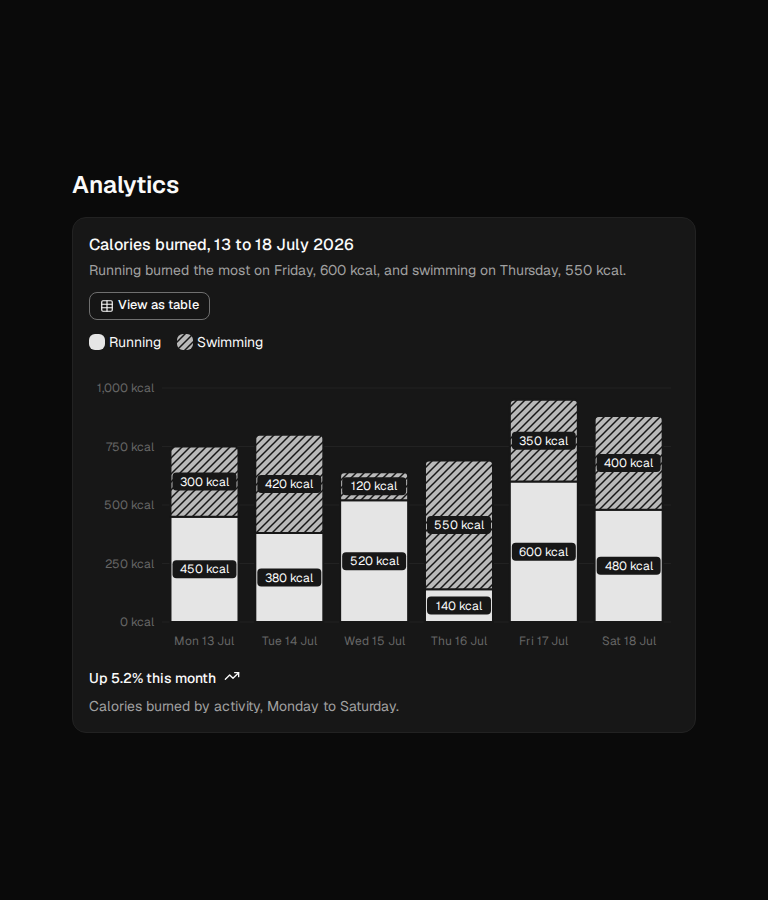 Analytics
Calories burned, 13 to 18 July 2026
Running burned the most on Friday, 600 kcal, and swimming on Thursday, 550 kcal.
View as table
Running Swimming
1,000 kcal
750 kcal
500 kcal
250 kcal
0 kcal
300 kcal
450 kcal
420 kcal
380 kcal
120 kcal
520 kcal
550 kcal
140 kcal
350 kcal
600 kcal
400 kcal
480 kcal
Mon 13 Jul Tue 14 Jul Wed 15 Jul Thu 16 Jul Fri 17 Jul Sat 18 Jul
Up 5.2% this month
Calories burned by activity, Monday to Saturday.